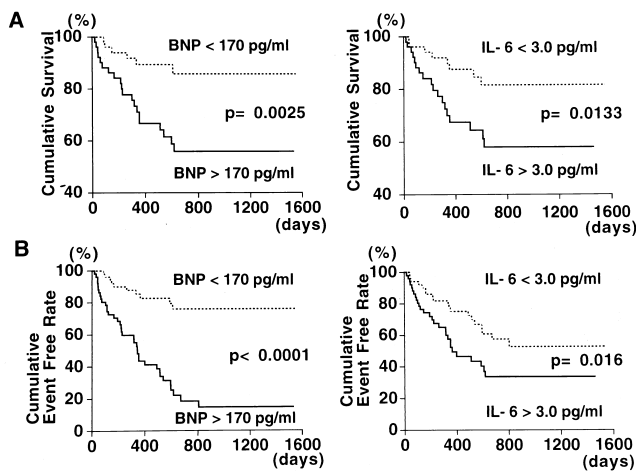 A
(%)
100
80
60
40
Cumulative Survival
BNP < 170 pg/ml
p= 0.0025
BNP > 170 pg/ml
0 400 800 1200 1600
(days)
(%)
100
80
60
40
Cumulative Survival
IL- 6 < 3.0 pg/ml
p= 0.0133
IL- 6 > 3.0 pg/ml
0 400 800 1200 1600
(days)
B
(%)
100
80
60
40
20
0
Cumulative
Event Free Rate
BNP < 170 pg/ml
p< 0.0001
BNP > 170 pg/ml
0 400 800 1200 1600
(days)
(%)
100
80
60
40
20
0
Cumulative
Event Free Rate
IL- 6 < 3.0 pg/ml
p= 0.016
IL- 6 > 3.0 pg/ml
0 400 800 1200 1600
(days)